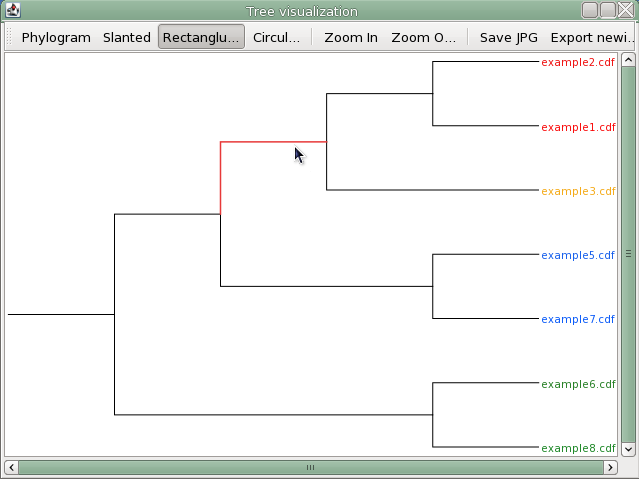 Tree visualization
Phylogram Slanted Rectanglu... Circul... Zoom In Zoom O... Save JPG Export newi...
example2.cdf
example1.cdf
example3.cdf
example5.cdf
example7.cdf
example6.cdf
example8.cdf